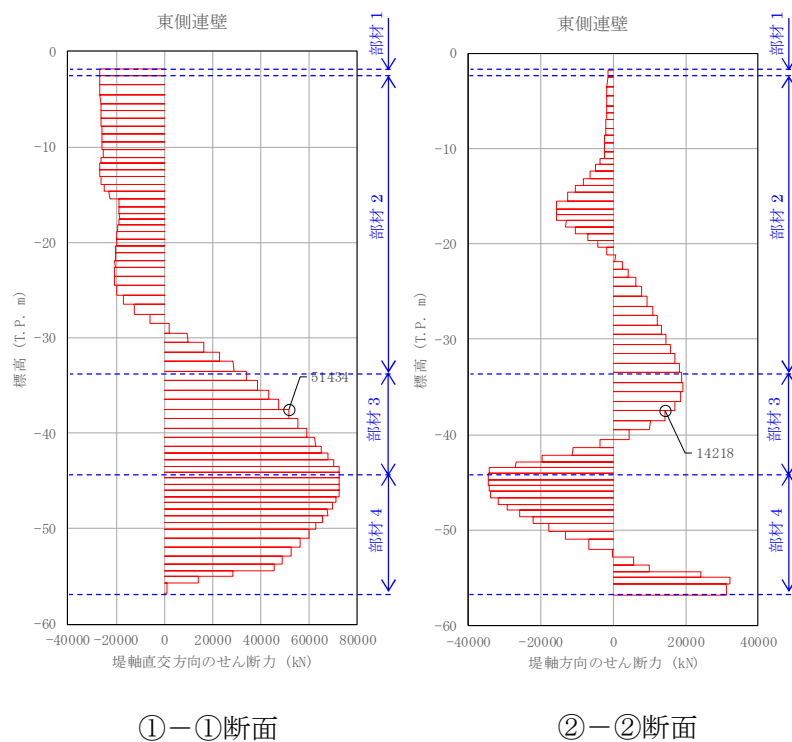 東側連壁
部材1
部材2
部材3
部材4
0
-10
-20
-30
-40
-50
-60
標高 (T.P. m)
51434
-40000 -20000 0 20000 40000 60000 80000
堤軸直交方向のせん断力 (kN)
①－①断面
東側連壁
部材1
部材2
部材3
部材4
0
-10
-20
-30
-40
-50
-60
標高 (T.P. m)
14218
-40000 -20000 0 20000 40000
堤軸方向のせん断力 (kN)
②－②断面